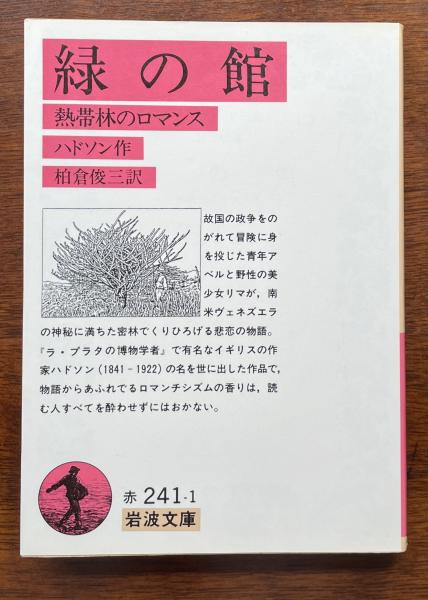 緑の館
熱帯林のロマンス
ハドソン作
柏倉俊三訳
故国の政争をの
がれて冒険に身
を投じた青年ア
ベルと野性の美
少女リマが，南
米ヴェネズエラ
の神秘に満ちた密林でくりひろげる悲恋の物語。
『ラ・プラタの博物学者』で有名なイギリスの作
家ハドソン（1841－1922）の名を世に出した作品で，
物語からあふれでるロマンチシズムの香りは，読
む人すべてを酔わせずにはおかない。
赤 241-1
岩波文庫